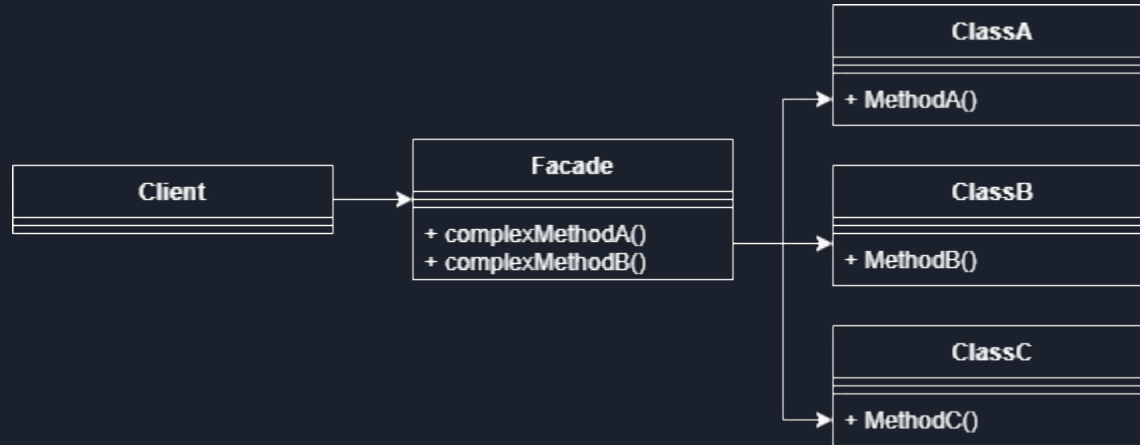 Client
Facade
+ complexMethodA()
+ complexMethodB()
ClassA
+ MethodA()
ClassB
+ MethodB()
ClassC
+ MethodC()